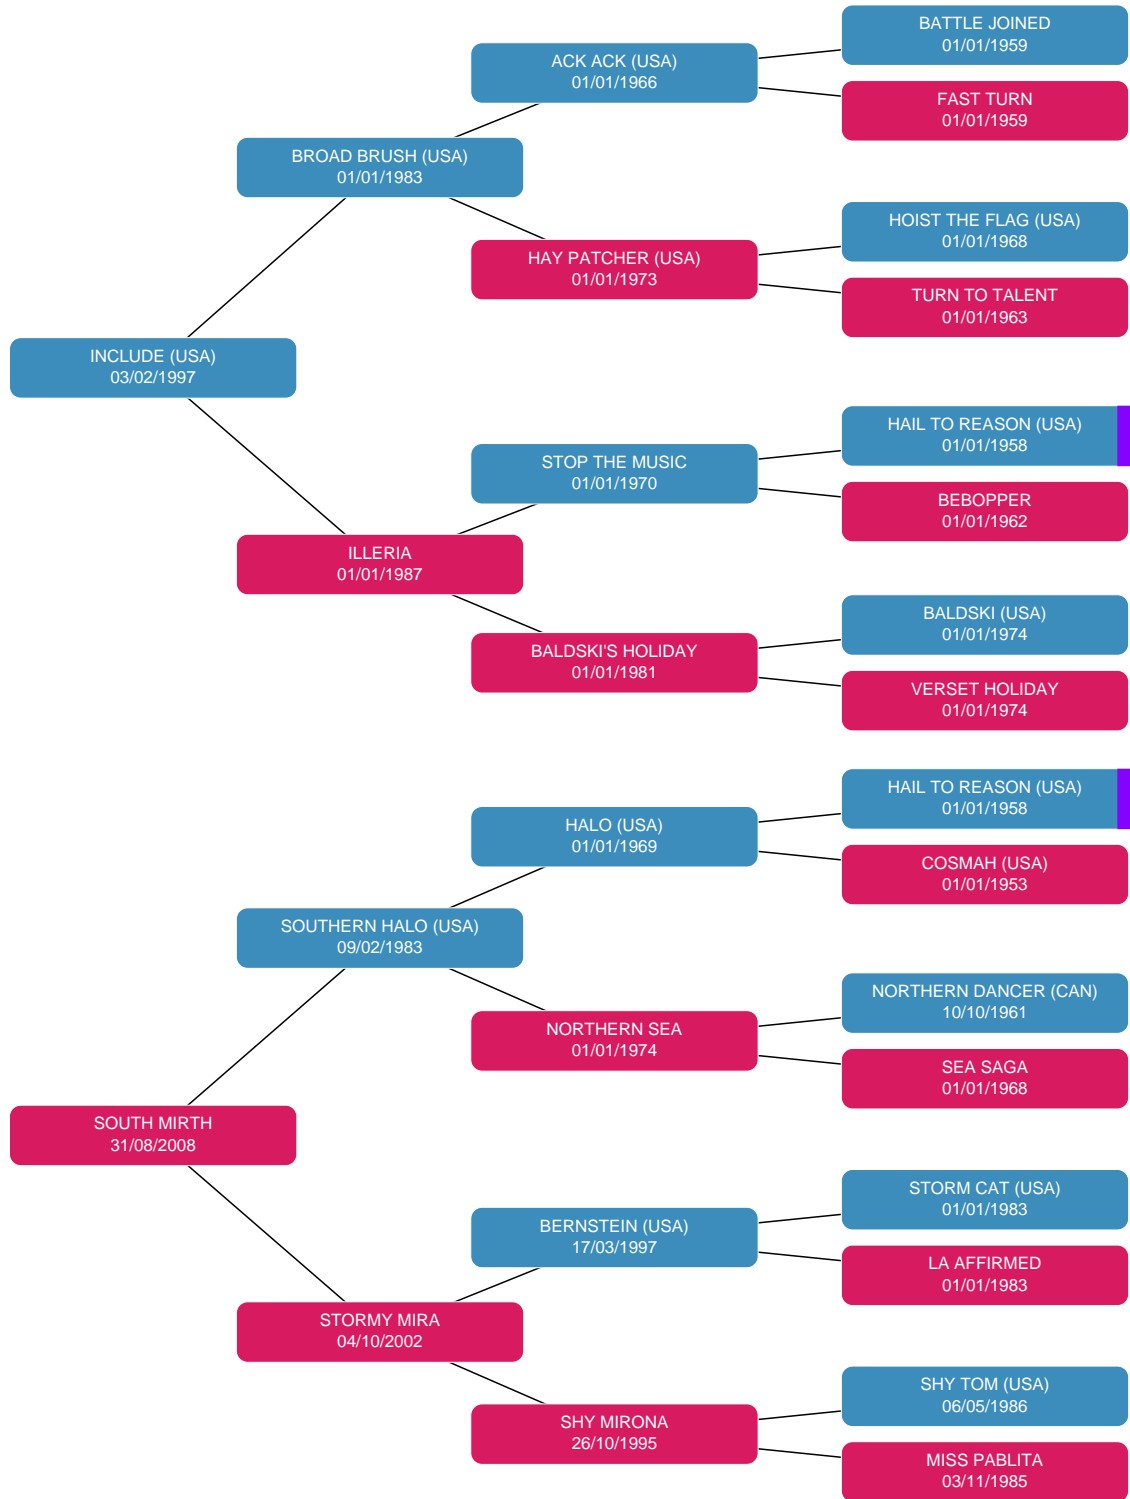 BATTLE JOINED
01/01/1959
ACK ACK (USA)
01/01/1966
FAST TURN
01/01/1959
BROAD BRUSH (USA)
01/01/1983
HOIST THE FLAG (USA)
01/01/1968
HAY PATCHER (USA)
01/01/1973
TURN TO TALENT
01/01/1963
INCLUDE (USA)
03/02/1997
HAIL TO REASON (USA)
01/01/1958
STOP THE MUSIC
01/01/1970
BEBOPPER
01/01/1962
ILLERIA
01/01/1987
BALDSKI (USA)
01/01/1974
BALDSKI'S HOLIDAY
01/01/1981
VERSET HOLIDAY
01/01/1974
HAIL TO REASON (USA)
01/01/1958
HALO (USA)
01/01/1969
COSMAH (USA)
01/01/1953
SOUTHERN HALO (USA)
09/02/1983
NORTHERN DANCER (CAN)
10/10/1961
NORTHERN SEA
01/01/1974
SEA SAGA
01/01/1968
SOUTH MIRTH
31/08/2008
STORM CAT (USA)
01/01/1983
BERNSTEIN (USA)
17/03/1997
LA AFFIRMED
01/01/1983
STORMY MIRA
04/10/2002
SHY TOM (USA)
06/05/1986
SHY MIRONA
26/10/1995
MISS PABLITA
03/11/1985